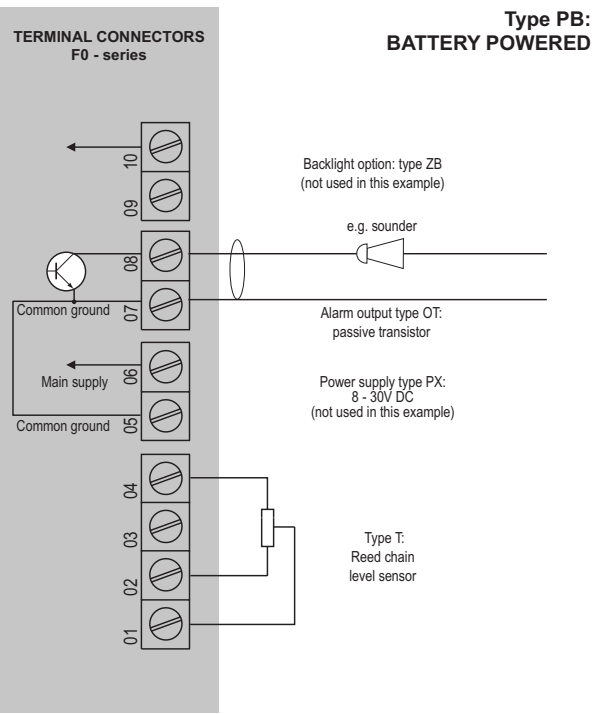 Type PB:
BATTERY POWERED
TERMINAL CONNECTORS
F0 - series
10
Backlight option: type ZB
(not used in this example)
09
e.g. sounder
08
Common ground
07
Alarm output type OT:
passive transistor
06
Main supply
Power supply type PX:
8 - 30V DC
(not used in this example)
Common ground
05
04
03
Type T:
Reed chain
level sensor
02
01